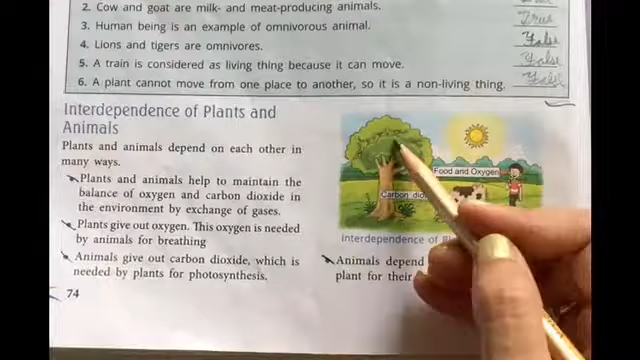 2. Cow and goat are milk- and meat-producing animals.
3. Human being is an example of omnivorous animal. True
4. Lions and tigers are omnivores. False
5. A train is considered as living thing because it can move. False
6. A plant cannot move from one place to another, so it is a non-living thing. False
Interdependence of Plants and
Animals
Plants and animals depend on each other in
many ways.
Plants and animals help to maintain the
balance of oxygen and carbon dioxide in
the environment by exchange of gases.
Plants give out oxygen. This oxygen is needed
by animals for breathing
Animals give out carbon dioxide, which is
needed by plants for photosynthesis.
74
Food and Oxygen
Carbon
Interdependence of
Animals depend
plant for their